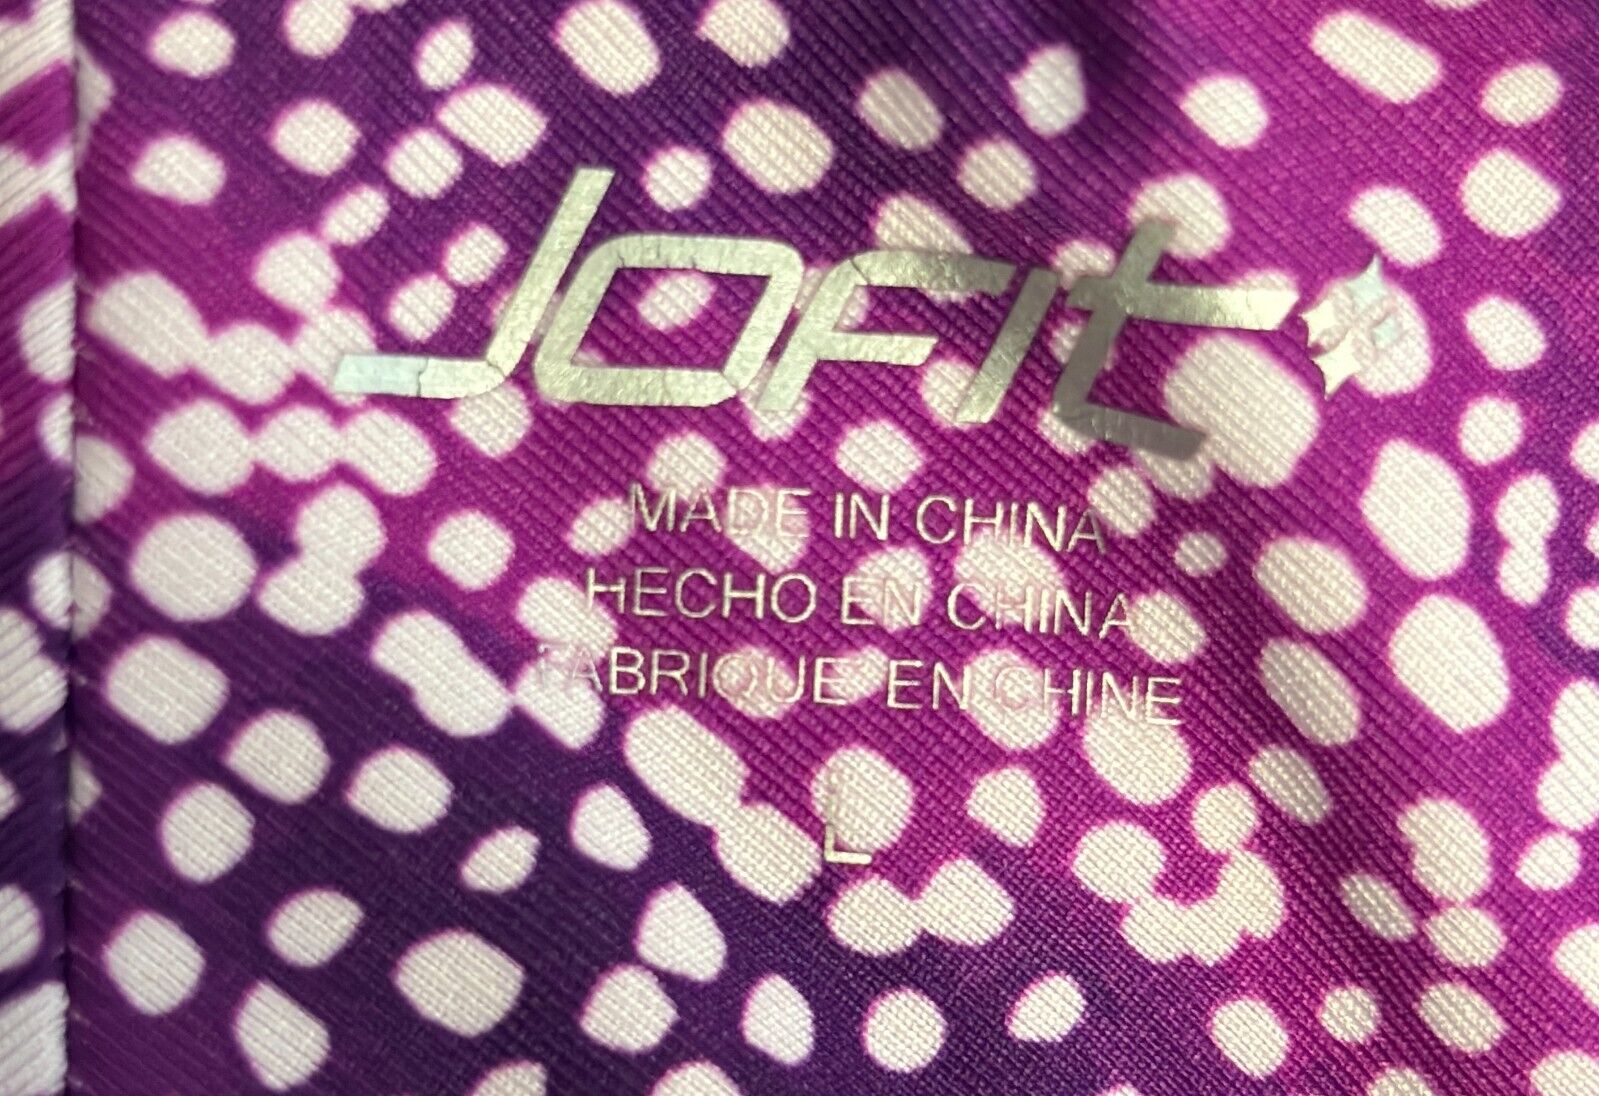 JOFIT
MADE IN CHINA
HECHO EN CHINA
FABRIQUE EN CHINE
L